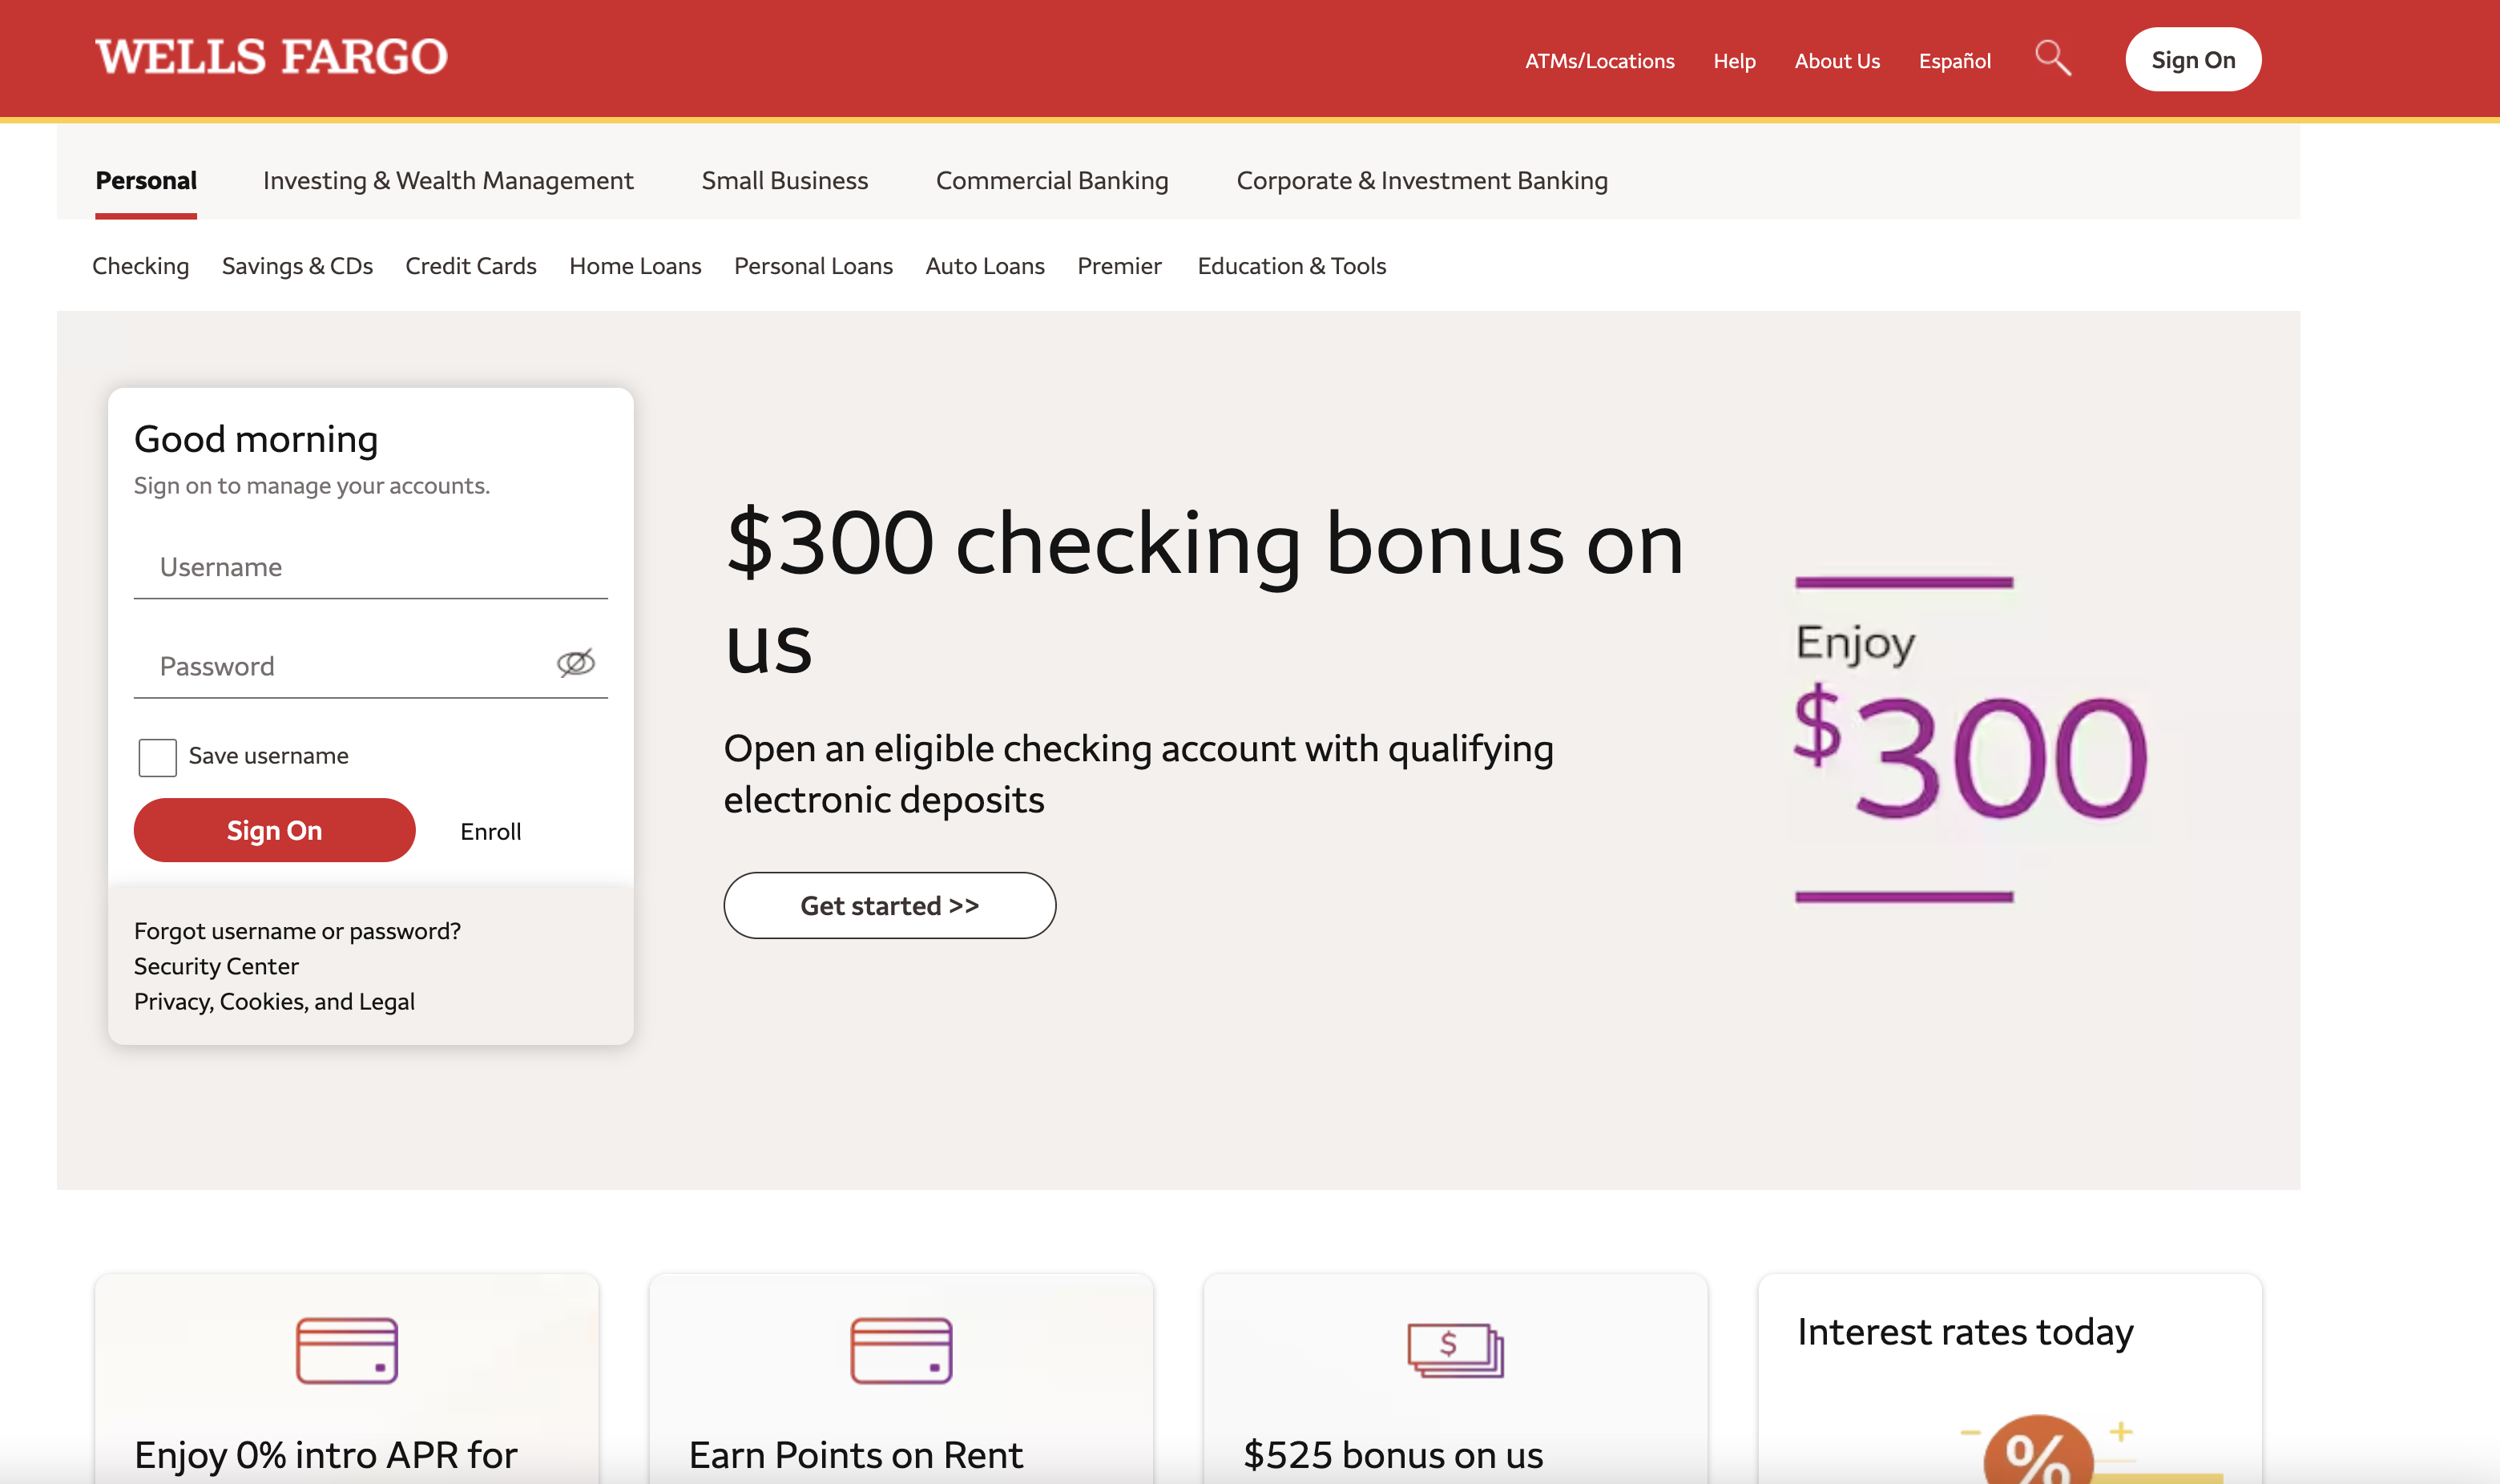 WELLS FARGO
ATMs/Locations
Help
About Us
Español
Sign On
Personal
Investing & Wealth Management
Small Business
Commercial Banking
Corporate & Investment Banking
Checking
Savings & CDs
Credit Cards
Home Loans
Personal Loans
Auto Loans
Premier
Education & Tools
Good morning
Sign on to manage your accounts.
Username
Password
Save username
Sign On
Enroll
Forgot username or password?
Security Center
Privacy, Cookies, and Legal
$300 checking bonus on
us
Open an eligible checking account with qualifying
electronic deposits
Get started >>
Enjoy
$300
Enjoy 0% intro APR for
Earn Points on Rent
$525 bonus on us
Interest rates today
%